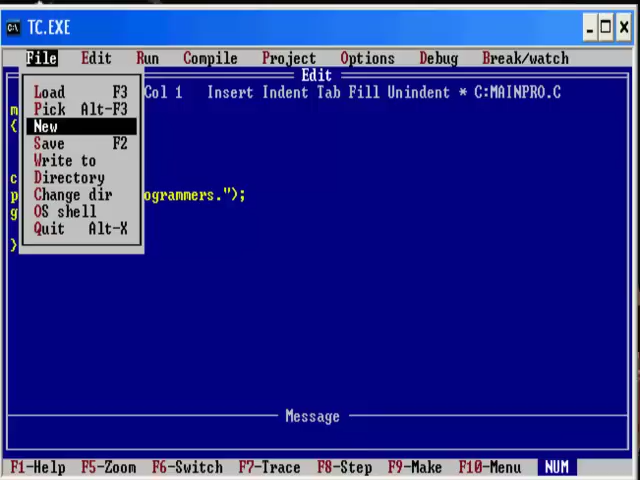 TC.EXE
File Edit Run Compile Project Options Debug Break/watch
Edit
Col 1 Insert Indent Tab Fill Unindent * C:MAINPRO.C
Load F3
m
Pick Alt-F3
{
New
Save F2
Write to
c
Directory
p
Change dir
ogrammers.");
g
OS shell
Quit Alt-X
}
Message
F1-Help F5-Zoom F6-Switch F7-Trace F8-Step F9-Make F10-Menu NUM